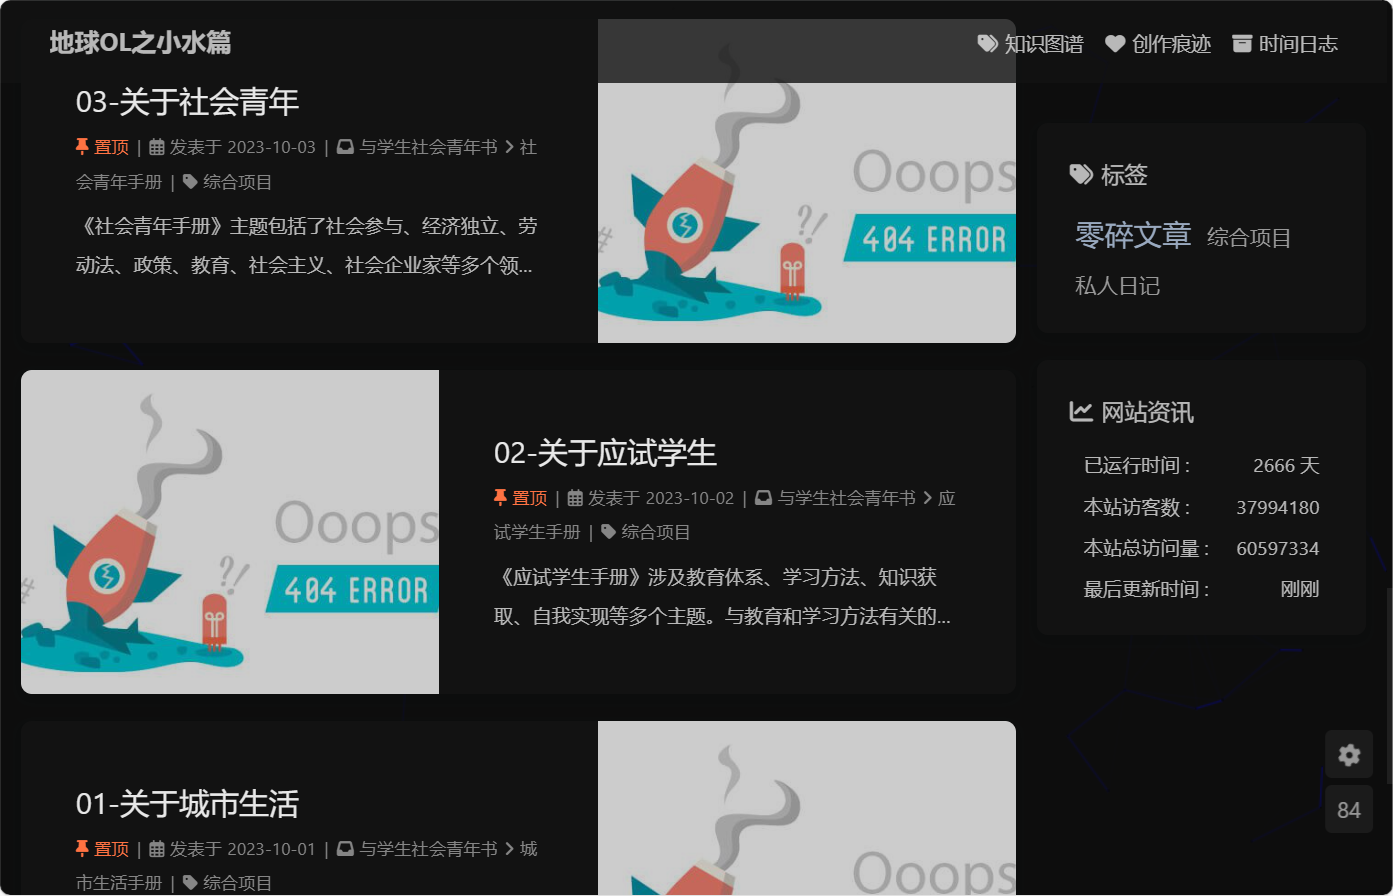 地球OL之小水篇
知识图谱 创作痕迹 时间日志
03-关于社会青年
置顶 | 发表于 2023-10-03 | 与学生社会青年书 > 社
会青年手册 | 综合项目
《社会青年手册》主题包括了社会参与、经济独立、劳
动法、政策、教育、社会主义、社会企业家等多个领...
Ooops
?!
#
404 ERROR
02-关于应试学生
置顶 | 发表于 2023-10-02 | 与学生社会青年书 > 应
试学生手册 | 综合项目
《应试学生手册》涉及教育体系、学习方法、知识获
取、自我实现等多个主题。与教育和学习方法有关的...
Ooops
?!
#
404 ERROR
01-关于城市生活
置顶 | 发表于 2023-10-01 | 与学生社会青年书 > 城
市生活手册 | 综合项目
Ooops
标签
零碎文章 综合项目
私人日记
网站资讯
已运行时间 : 2666 天
本站访客数 : 37994180
本站总访问量 : 60597334
最后更新时间 : 刚刚
84